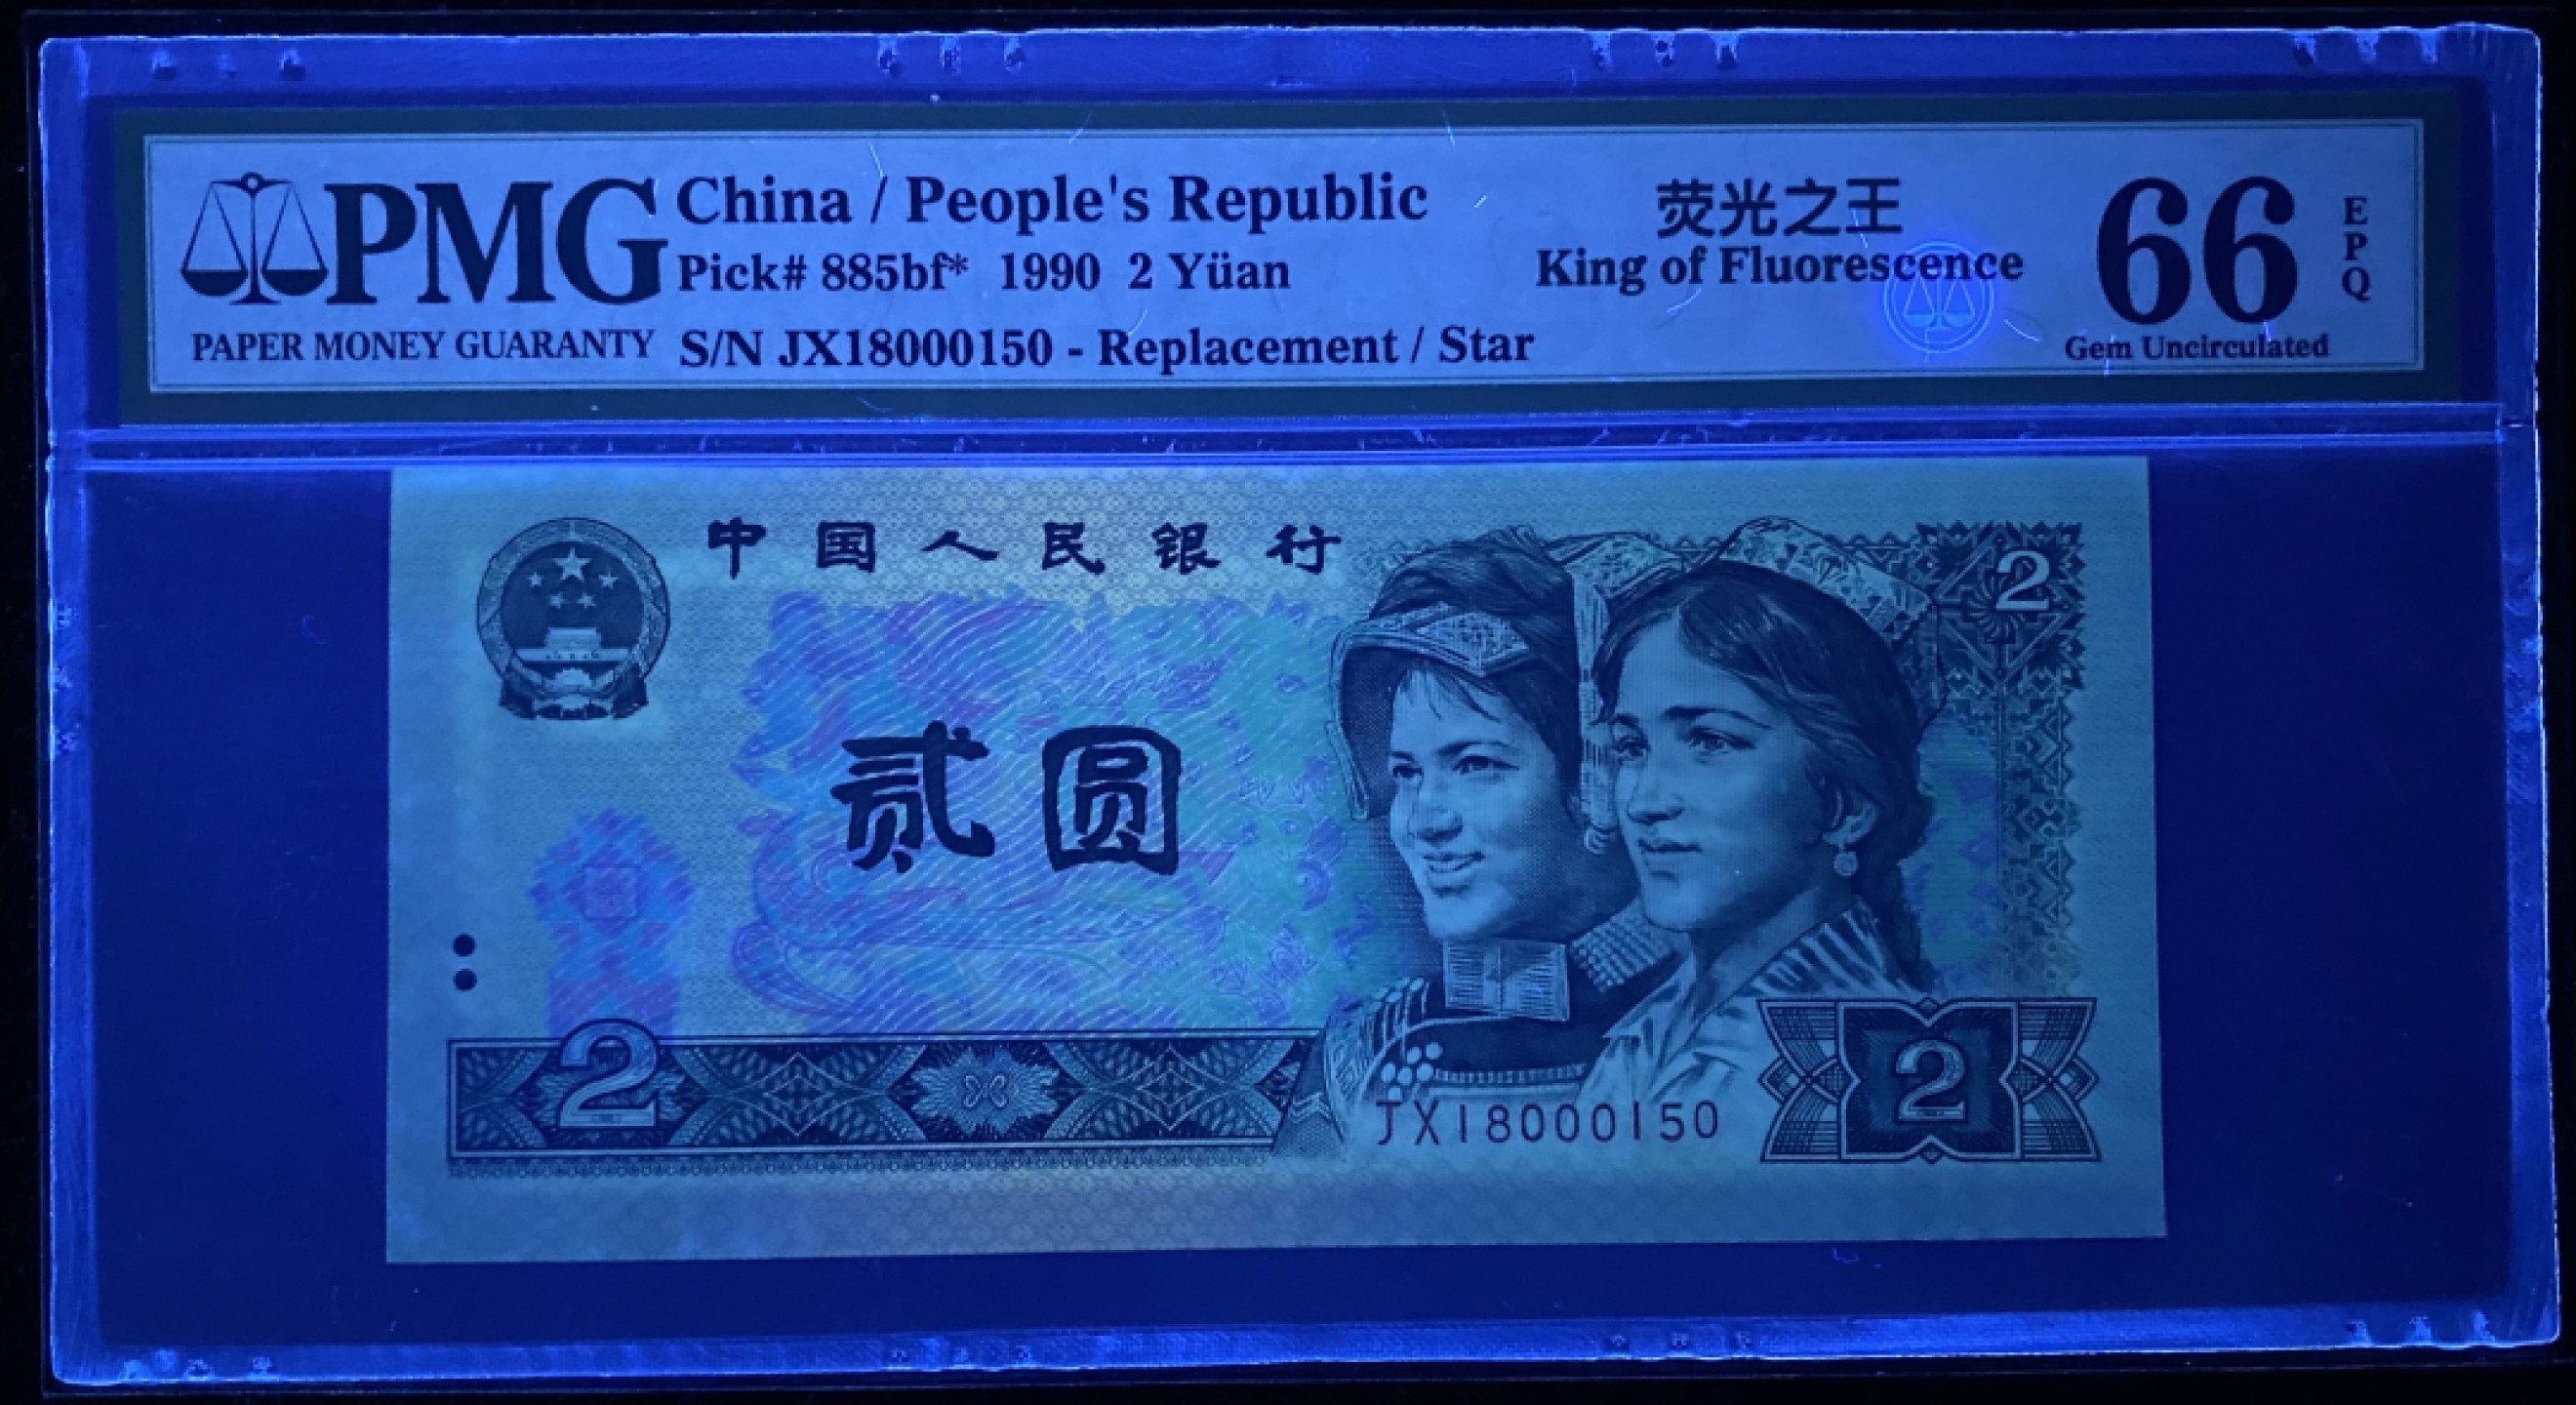 PMG
PAPER MONEY GUARANTY
China / People's Republic
Pick# 885bf* 1990 2 Yüan
S/N JX18000150 - Replacement / Star
荧光之王
King of Fluorescence
66
EPQ
Gem Uncirculated
中国人民银行
2
贰圆
2
JX18000150
2